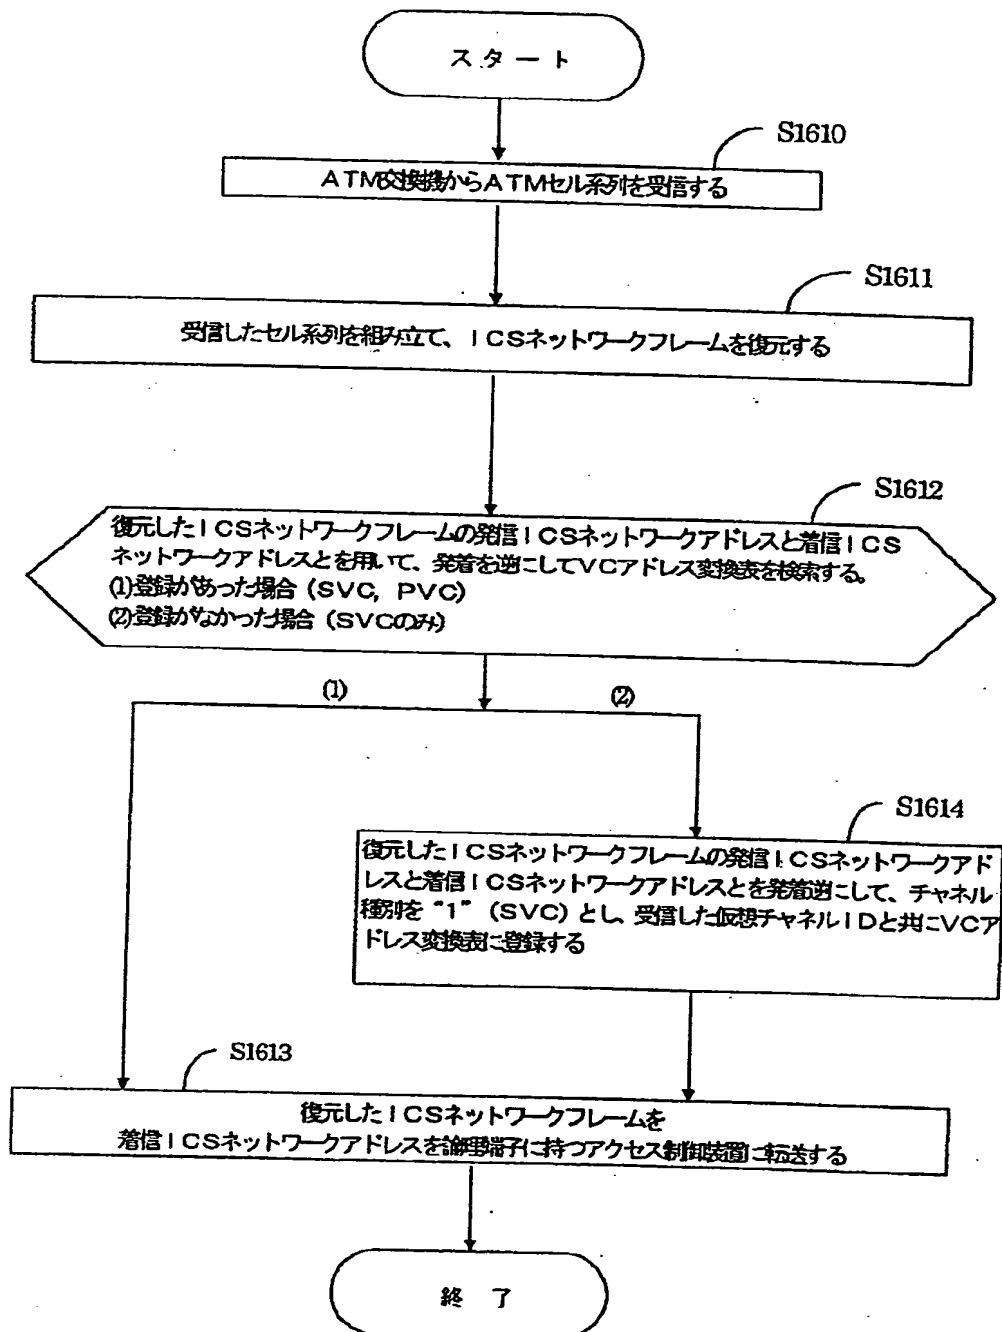 スタート
S1610
ATM交換機からATMセル系列を受信する
S1611
受信したセル系列を組み立て、ICSネットワークフレームを復元する
S1612
復元したICSネットワークフレームの発信ICSネットワークアドレスと着信ICS
ネットワークアドレスとを用いて、発着を逆にしてVCアドレス変換表を検索する。
(1)登録があった場合(SVC, PVC)
(2)登録がなかった場合(SVCのみ)
(1)
(2)
S1614
復元したICSネットワークフレームの発信ICSネットワークアド
レスと着信ICSネットワークアドレスとを発着逆にして、チャネル
種別を“1”(SVC)とし、受信した仮想チャネルIDと共にVCア
ドレス変換表に登録する
S1613
復元したICSネットワークフレームを
着信ICSネットワークアドレスを論理端子に持つアクセス制御装置に転送する
終了